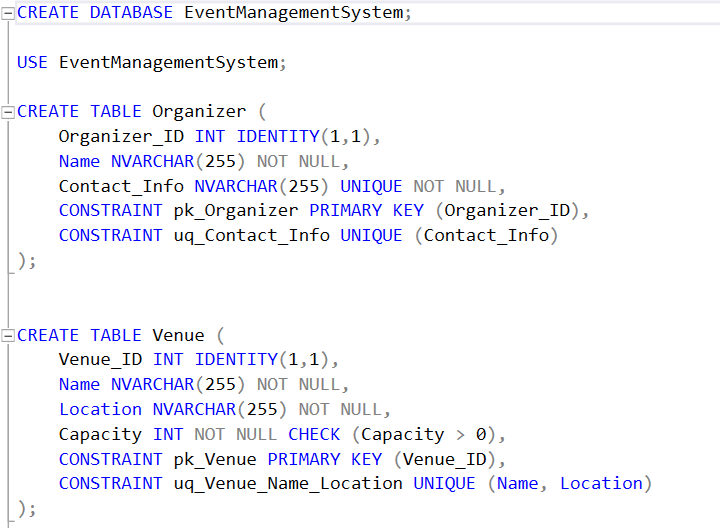 CREATE DATABASE EventManagementSystem;
USE EventManagementSystem;
CREATE TABLE Organizer (
    Organizer_ID INT IDENTITY(1,1),
    Name NVARCHAR(255) NOT NULL,
    Contact_Info NVARCHAR(255) UNIQUE NOT NULL,
    CONSTRAINT pk_Organizer PRIMARY KEY (Organizer_ID),
    CONSTRAINT uq_Contact_Info UNIQUE (Contact_Info)
);
CREATE TABLE Venue (
    Venue_ID INT IDENTITY(1,1),
    Name NVARCHAR(255) NOT NULL,
    Location NVARCHAR(255) NOT NULL,
    Capacity INT NOT NULL CHECK (Capacity > 0),
    CONSTRAINT pk_Venue PRIMARY KEY (Venue_ID),
    CONSTRAINT uq_Venue_Name_Location UNIQUE (Name, Location)
);